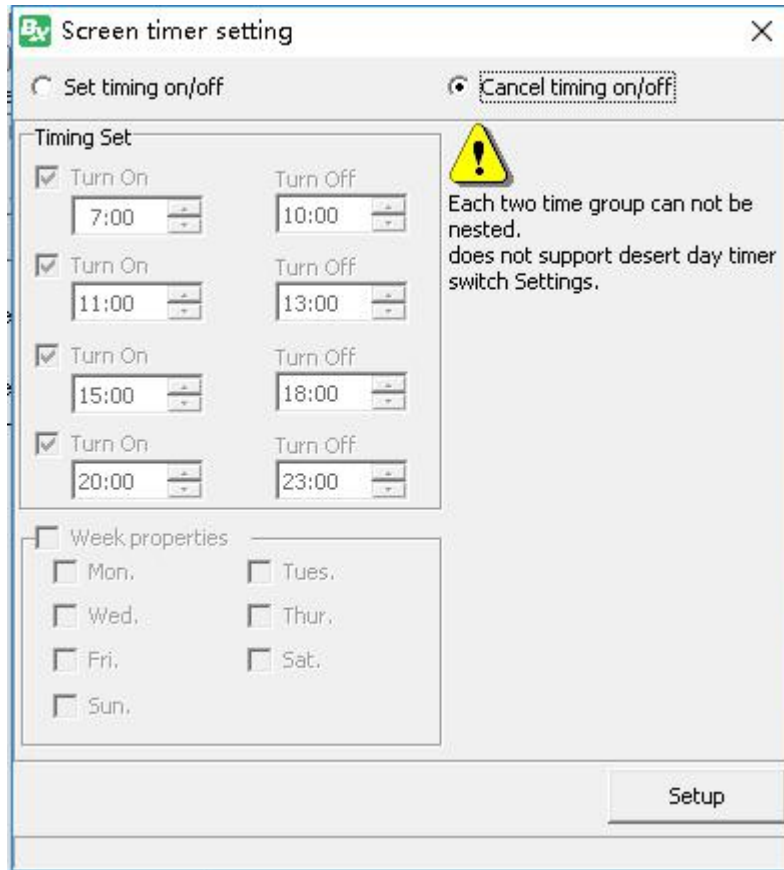 BX Screen timer setting
Set timing on/off Cancel timing on/off
Timing Set
Turn On Turn Off
7:00 10:00
Turn On Turn Off
11:00 13:00
Turn On Turn Off
15:00 18:00
Turn On Turn Off
20:00 23:00
Each two time group can not be
nested.
does not support desert day timer
switch Settings.
Week properties
Mon. Tues.
Wed. Thur.
Fri. Sat.
Sun.
Setup